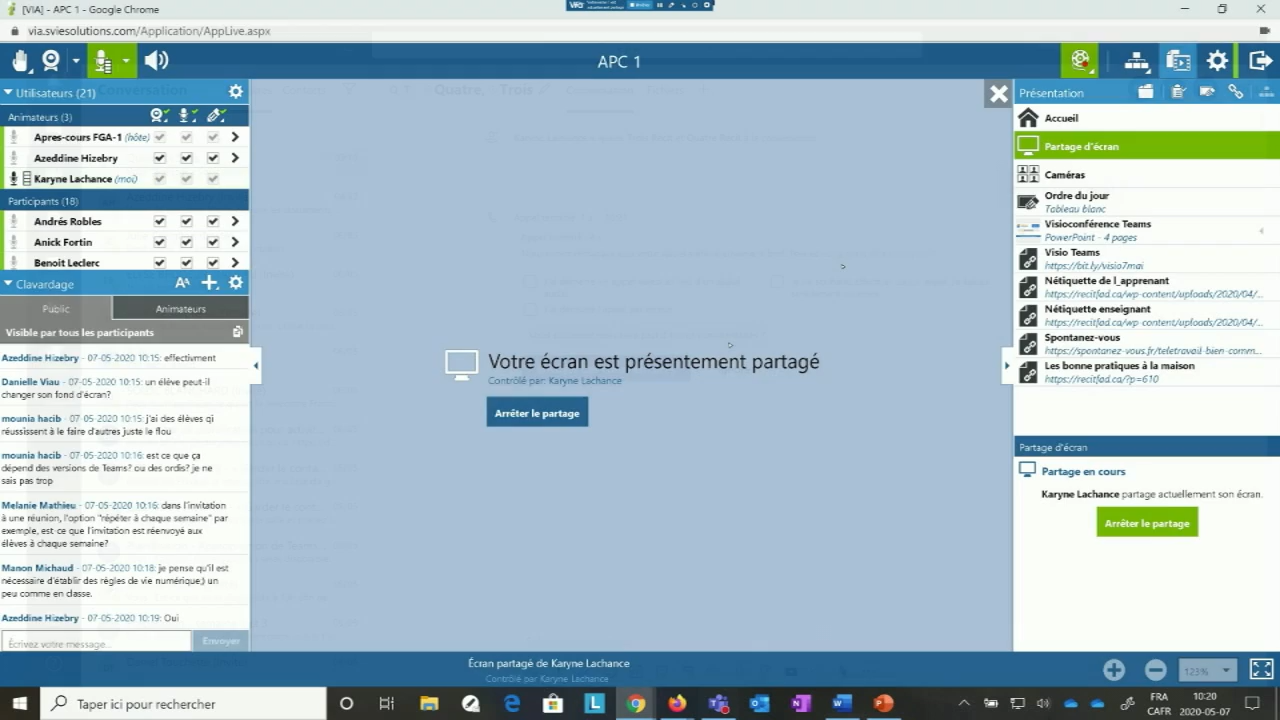 [VIA] - APC 1 - Google Chrome
via.sviesolutions.com/Application/AppLive.aspx
APC 1
Utilisateurs (21)
Animateurs (3)
Apres-cours FGA-1 (hôte)
Azeddine Hizebry
Karyne Lachance (moi)
Participants (18)
Andrés Robles
Anick Fortin
Benoit Leclerc
Clavardage
Public
Animateurs
Visible par tous les participants
Azeddine Hizebry - 07-05-2020 10:15: effectivment
Danielle Viau - 07-05-2020 10:15: un élève peut-il
changer son fond d'écran?
mounia hacib - 07-05-2020 10:15: j'ai des élèves qi
réussissent à le faire d'autres juste le flou
mounia hacib - 07-05-2020 10:16: est ce que ça
dépend des versions de Teams? ou des ordis? je ne
sais pas trop
Melanie Mathieu - 07-05-2020 10:16: dans l'invitation
à une réunion, l'option "répéter à chaque semaine" par
exemple, est ce que l'invitation est réenvoyé aux
élèves à chaque semaine?
Manon Michaud - 07-05-2020 10:18: je pense qu'il est
nécessaire d'établir des règles de vie numérique,) un
peu comme en classe.
Azeddine Hizebry - 07-05-2020 10:19: Oui
Écrivez votre message...
Envoyer
Conversation
Quatre, Trois
Votre écran est présentement partagé
Contrôlé par: Karyne Lachance
Arrêter le partage
Présentation
Accueil
Partage d'écran
Caméras
Ordre du jour
Tableau blanc
Visioconférence Teams
PowerPoint - 4 pages
Visio Teams
https://bit.ly/visio7mai
Nétiquette de l_apprenant
https://recitfad.ca/wp-content/uploads/2020/04/...
Nétiquette enseignant
https://recitfad.ca/wp-content/uploads/2020/04/...
Spontanez-vous
https://spontanez-vous.fr/teletravail-bien-comm...
Les bonne pratiques à la maison
https://recitfad.ca/?p=610
Partage d'écran
Partage en cours
Karyne Lachance partage actuellement son écran.
Arrêter le partage
Écran partagé de Karyne Lachance
Contrôlé par Karyne Lachance
123%
Taper ici pour rechercher
FRA
CAFR
10:20
2020-05-07